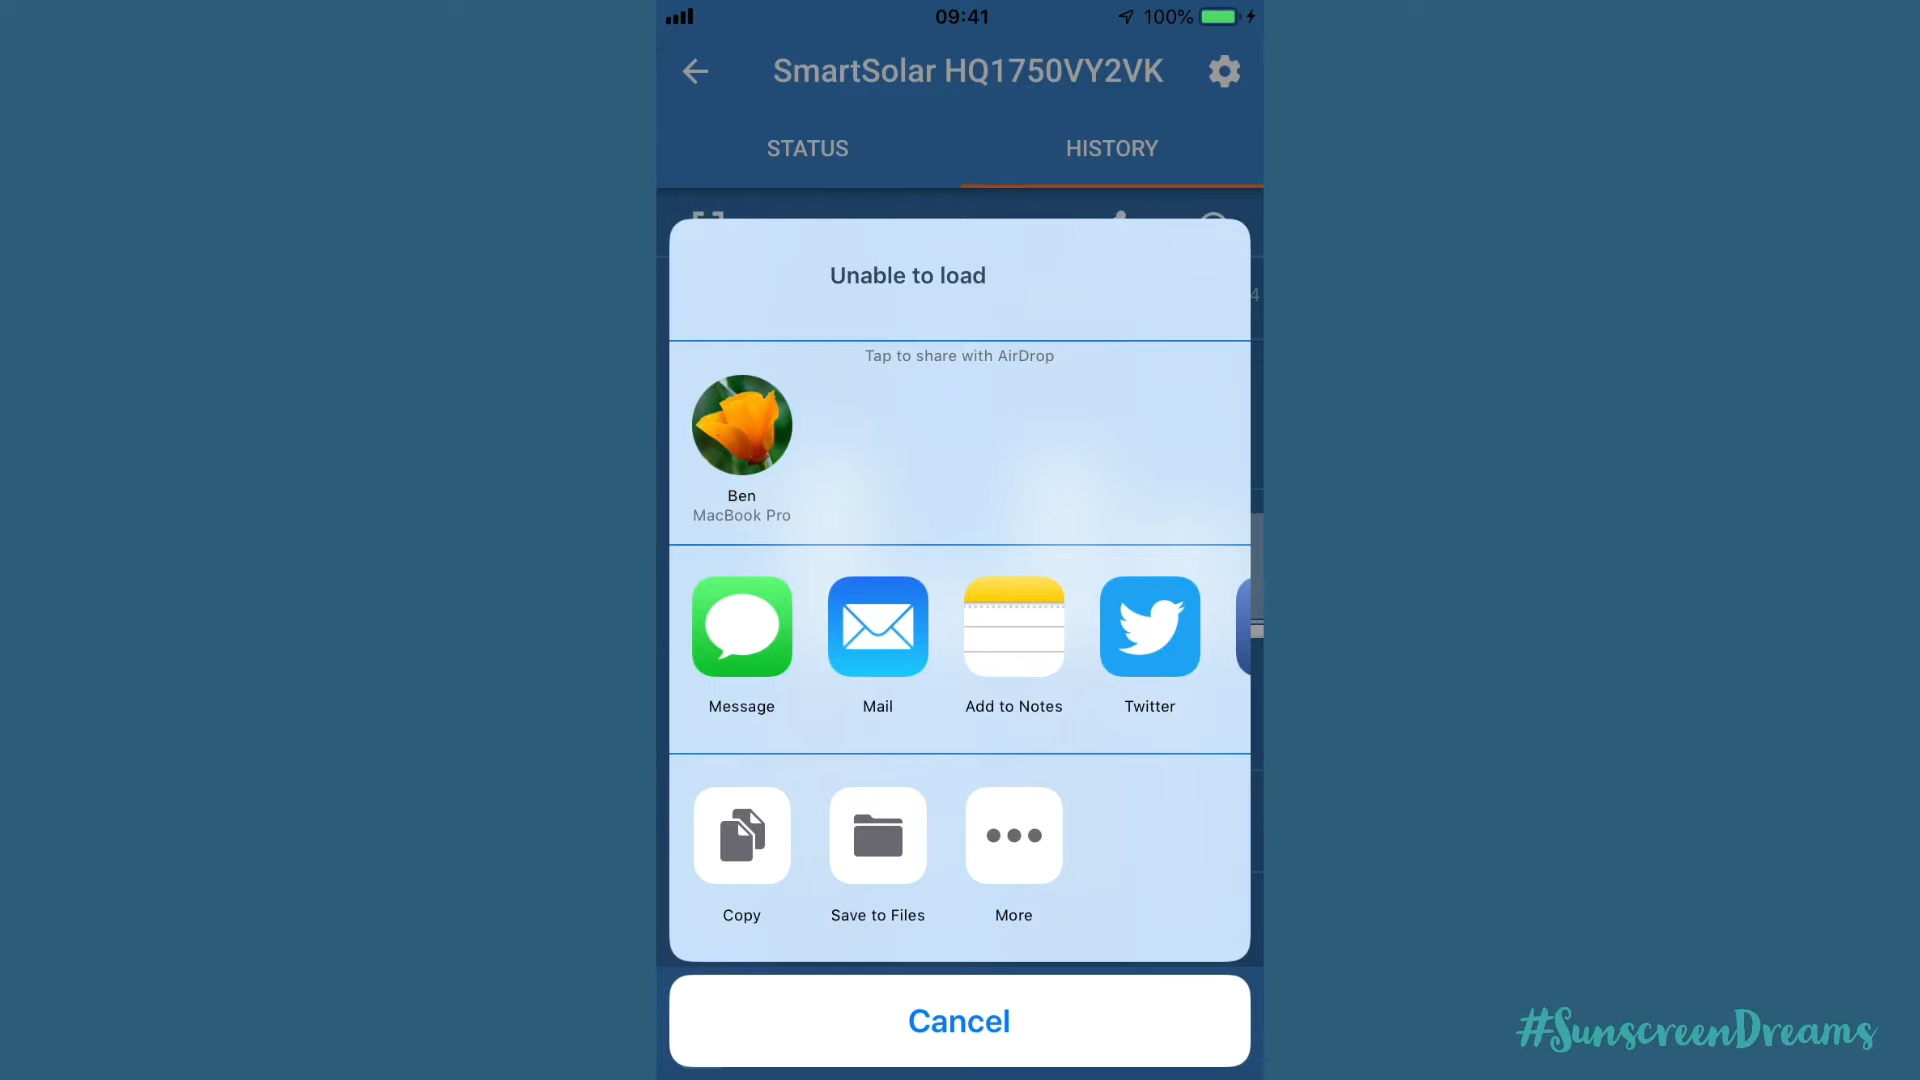 09:41
100%
SmartSolar HQ1750VY2VK
STATUS
HISTORY
4
Unable to load
Tap to share with AirDrop
Ben
MacBook Pro
Message
Mail
Add to Notes
Twitter
Copy
Save to Files
More
Cancel
#SunscreenDreams